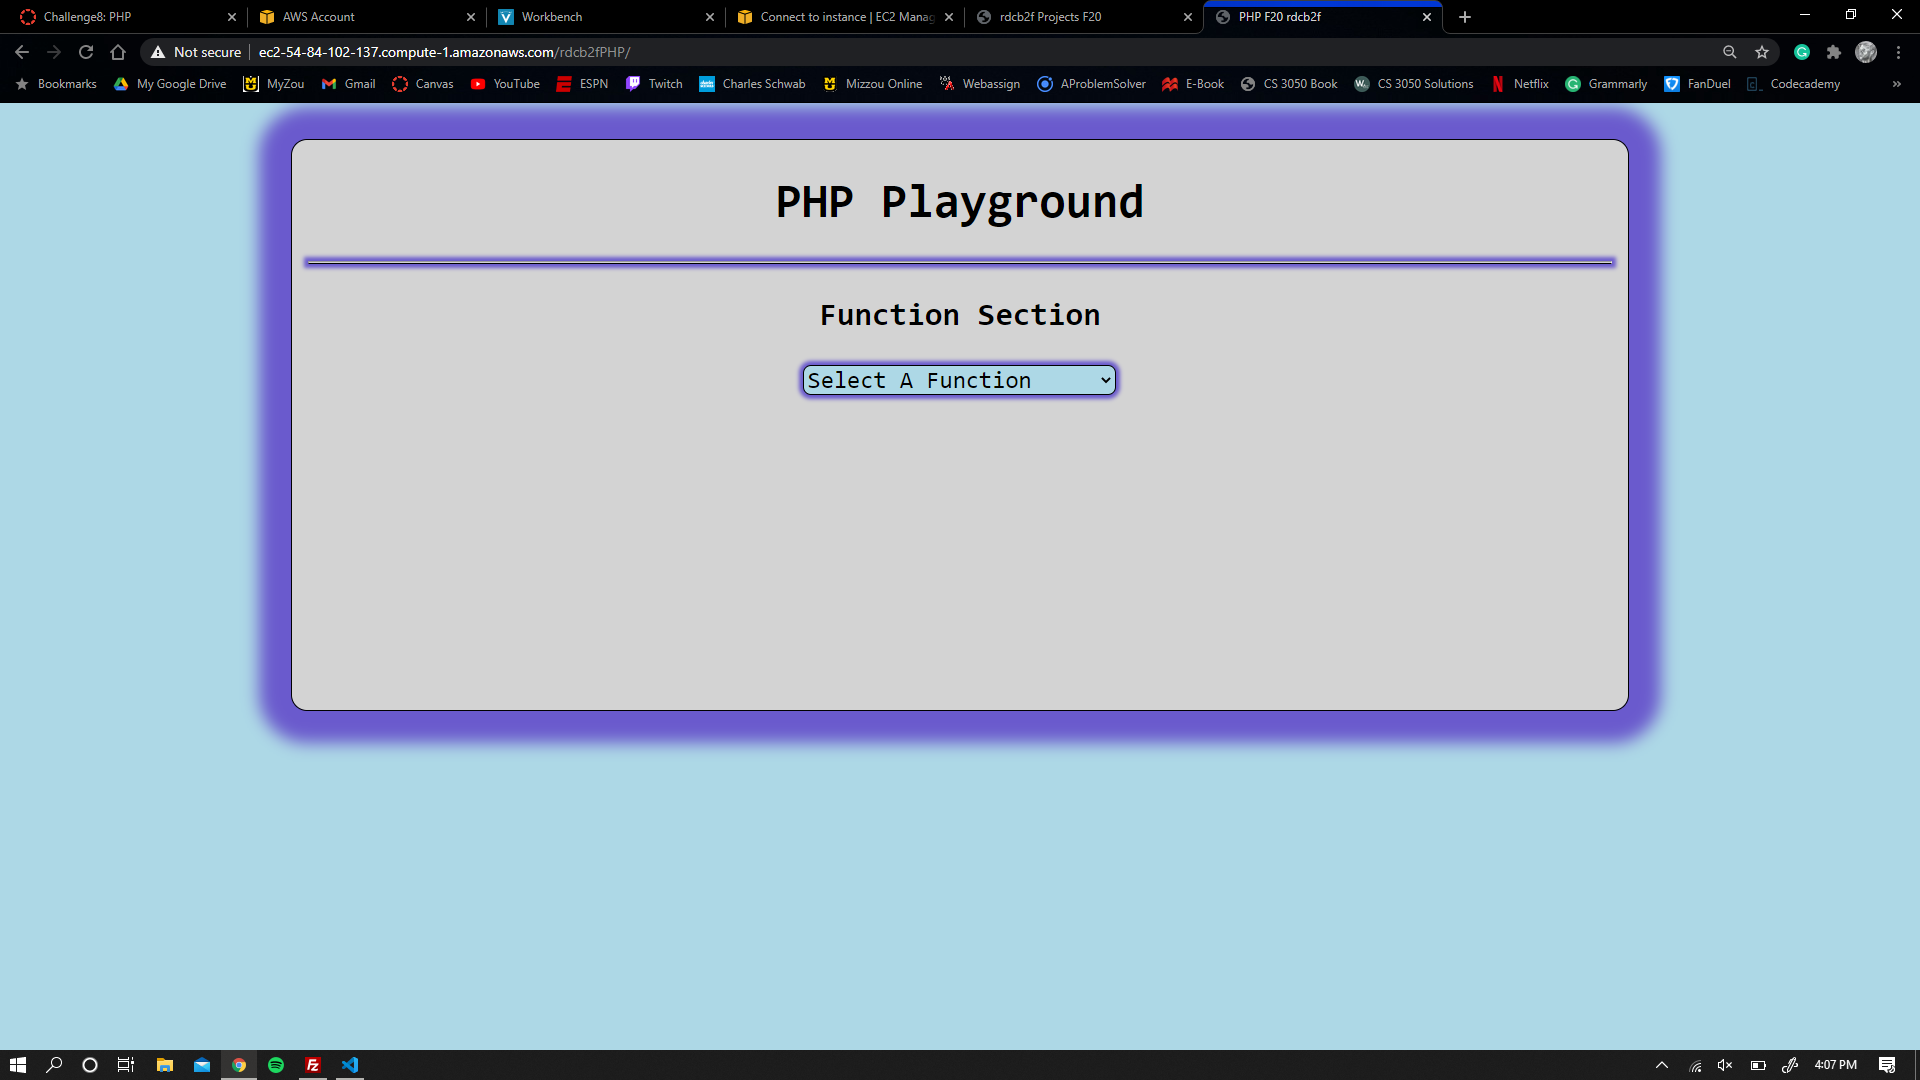 Challenge8: PHP
AWS Account
Workbench
Connect to instance | EC2 Manag
rdcb2f Projects F20
PHP F20 rdcb2f
Not secure
ec2-54-84-102-137.compute-1.amazonaws.com/rdcb2fPHP/
Bookmarks
My Google Drive
MyZou
Gmail
Canvas
YouTube
ESPN
Twitch
Charles Schwab
Mizzou Online
Webassign
AProblemSolver
E-Book
CS 3050 Book
CS 3050 Solutions
Netflix
Grammarly
FanDuel
Codecademy
PHP Playground
Function Section
Select A Function
4:07 PM